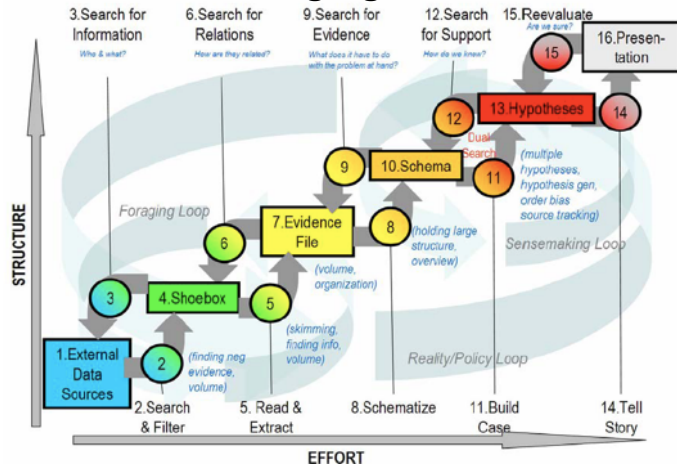 3.Search for
Information
Who & what?
6.Search for
Relations
How are they related?
9.Search for
Evidence
What does it have to do
with the problem at hand?
12.Search
for Support
How do we know?
15.Reevaluate
Are we sure?
16.Presen-
tation
15
14
13.Hypotheses
12
Dual
Search
11
(multiple
hypotheses,
hypothesis gen,
order bias
source tracking)
10.Schema
9
Foraging Loop
7.Evidence
File
8
(holding large
structure,
overview)
Sensemaking Loop
6
(volume,
organization)
3
4.Shoebox
5
(skimming,
finding info,
volume)
Reality/Policy Loop
1.External
Data
Sources
2
(finding neg
evidence,
volume)
2.Search
& Filter
5. Read &
Extract
8.Schematize
11.Build
Case
14.Tell
Story
STRUCTURE
EFFORT